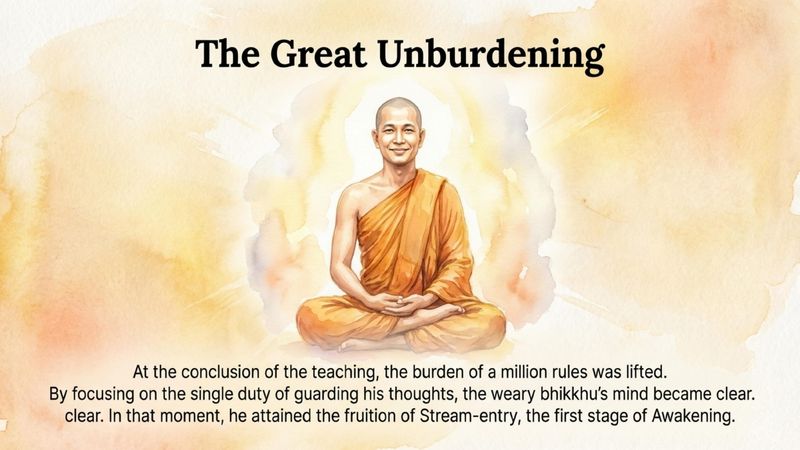 The Great Unburdening
At the conclusion of the teaching, the burden of a million rules was lifted.
By focusing on the single duty of guarding his thoughts, the weary bhikkhu’s mind became clear.
clear. In that moment, he attained the fruition of Stream-entry, the first stage of Awakening.